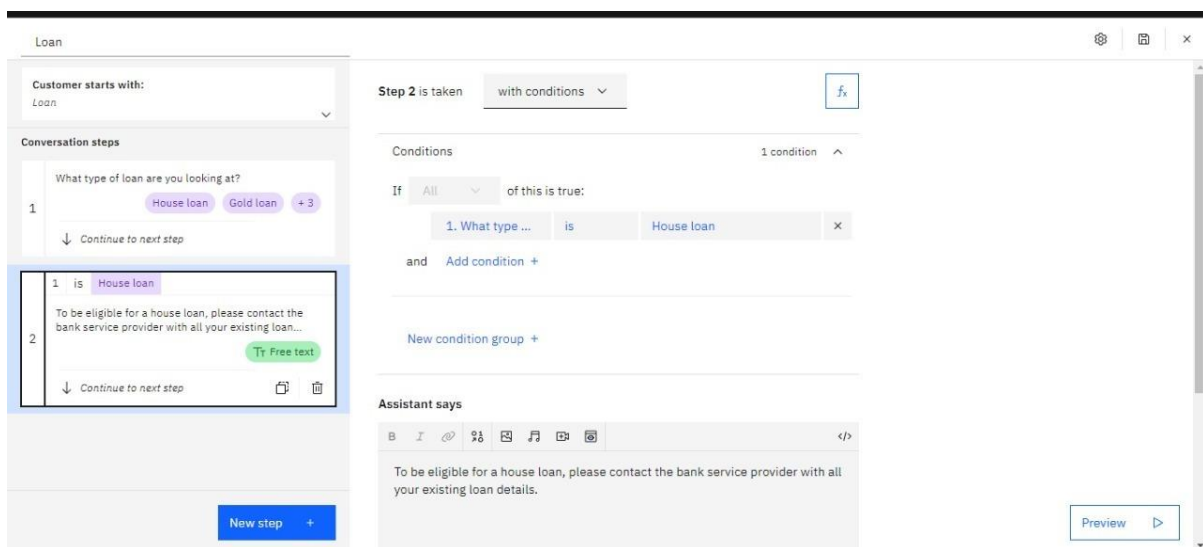 Loan
Customer starts with:
Loan
Conversation steps
1
What type of loan are you looking at?
House loan Gold loan + 3
Continue to next step
2
1 is House loan
To be eligible for a house loan, please contact the
bank service provider with all your existing loan...
Tт Free text
Continue to next step
New step +
Step 2 is taken with conditions
fx
Conditions 1 condition
If All of this is true:
1. What type ... is House loan ×
and Add condition +
New condition group +
Assistant says
B I </>
To be eligible for a house loan, please contact the bank service provider with all
your existing loan details.
Preview